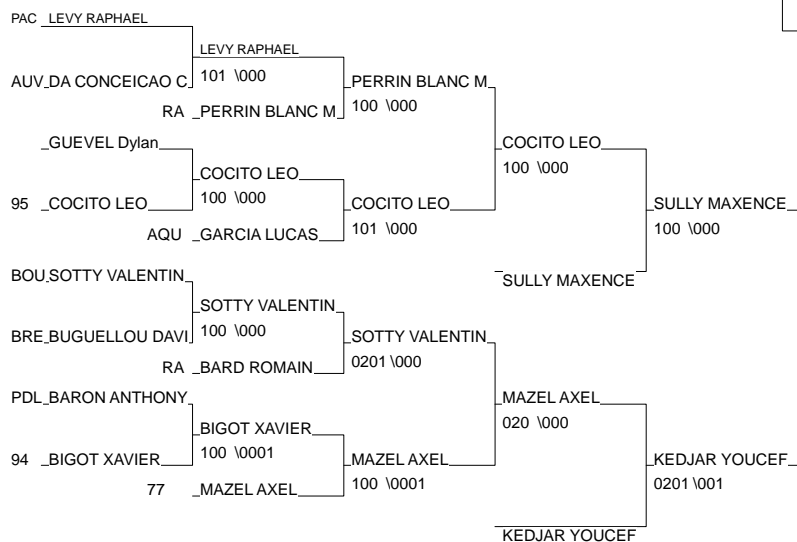 PAC LEVY RAPHAEL
LEVY RAPHAEL
AUV DA CONCEICAO C 101 \000 PERRIN BLANC M
RA PERRIN BLANC M 100 \000
GUEVEL Dylan COCITO LEO
COCITO LEO 100 \000
95 COCITO LEO 100 \000 COCITO LEO SULLY MAXENCE
AQU GARCIA LUCAS 101 \000 100 \000
BOU SOTTY VALENTIN SULLY MAXENCE
SOTTY VALENTIN
BRE BUGUELLOU DAVI 100 \000 SOTTY VALENTIN
RA BARD ROMAIN 0201 \000
PDL BARON ANTHONY MAZEL AXEL
BIGOT XAVIER 020 \000
94 BIGOT XAVIER 100 \0001 MAZEL AXEL KEDJAR YOUCEF
77 MAZEL AXEL 100 \0001 0201 \001
KEDJAR YOUCEF